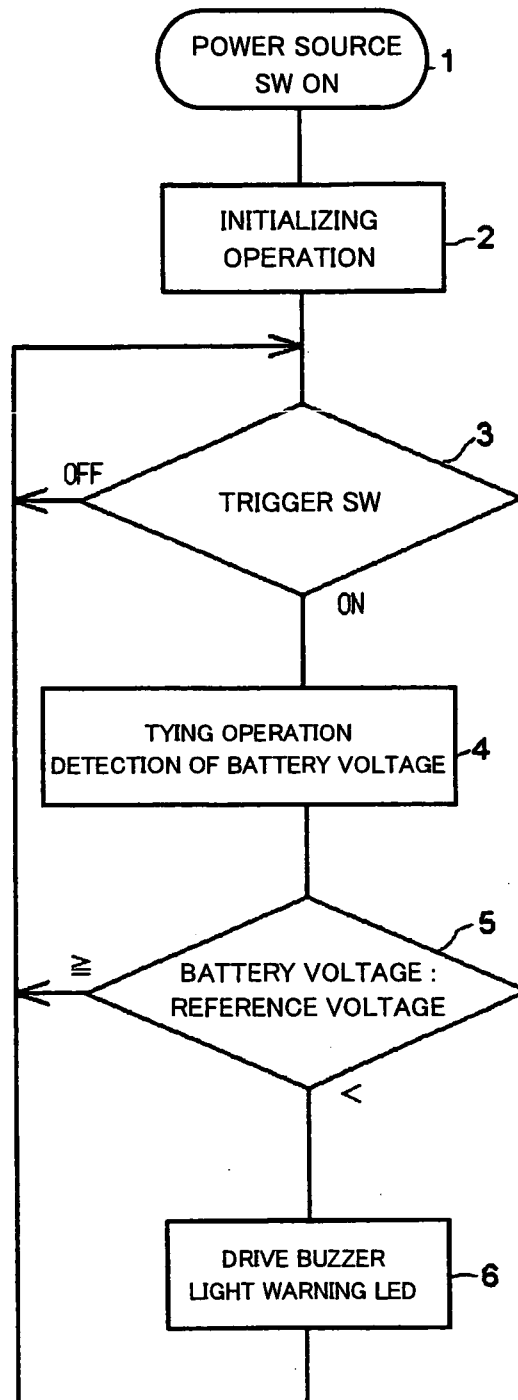 POWER SOURCE
SW ON
1
INITIALIZING
OPERATION
2
3
OFF
TRIGGER SW
ON
TYING OPERATION
DETECTION OF BATTERY VOLTAGE
4
5
≧
BATTERY VOLTAGE :
REFERENCE VOLTAGE
<
DRIVE BUZZER
LIGHT WARNING LED
6